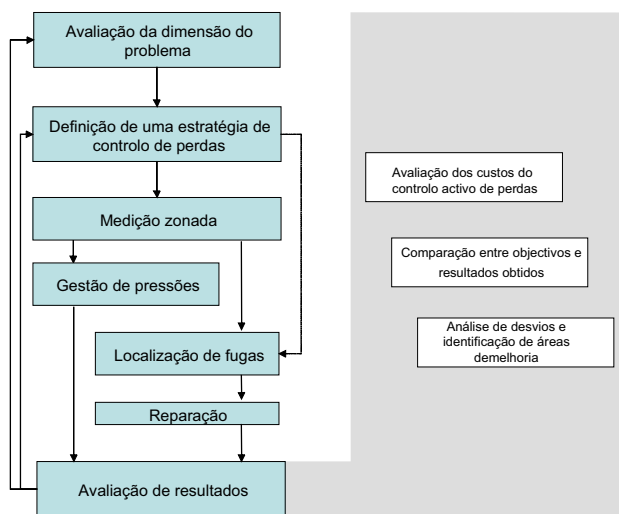 Avaliação da dimensão do
problema
Definição de uma estratégia de
controlo de perdas
Medição zonada
Gestão de pressões
Localização de fugas
Reparação
Avaliação de resultados
Avaliação dos custos do
controlo activo de perdas
Comparação entre objectivos e
resultados obtidos
Análise de desvios e
identificação de áreas
demelhoria